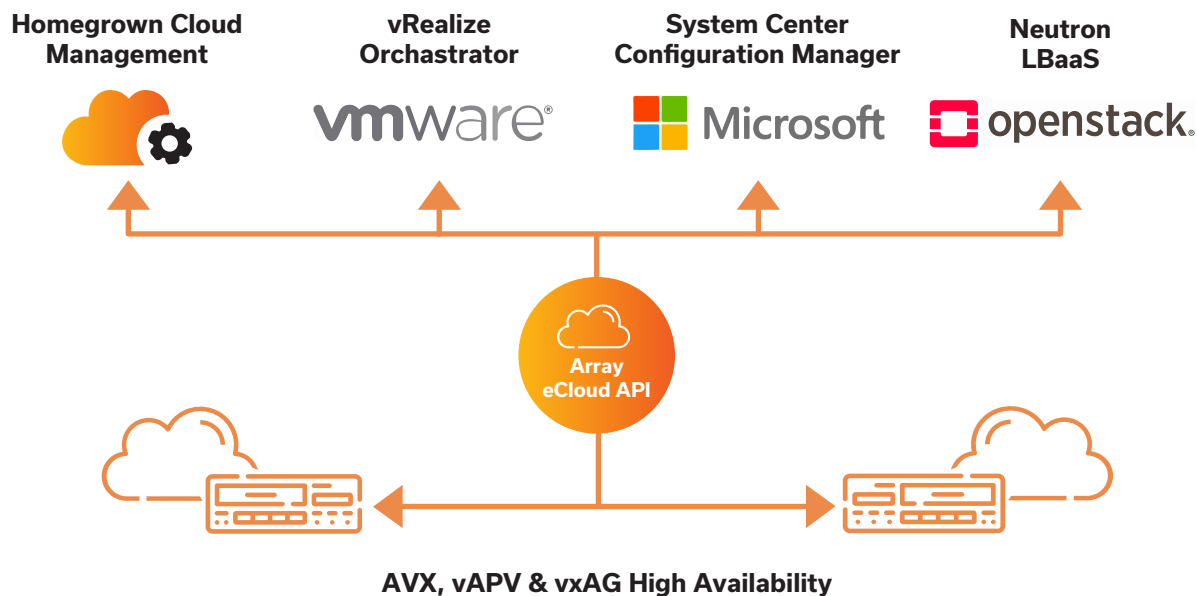 Homegrown Cloud
Management
vRealize
Orchastrator
System Center
Configuration Manager
Neutron
LBaaS
vmware®
Microsoft
openstack®
Array
eCloud API
AVX, vAPV & vxAG High Availability